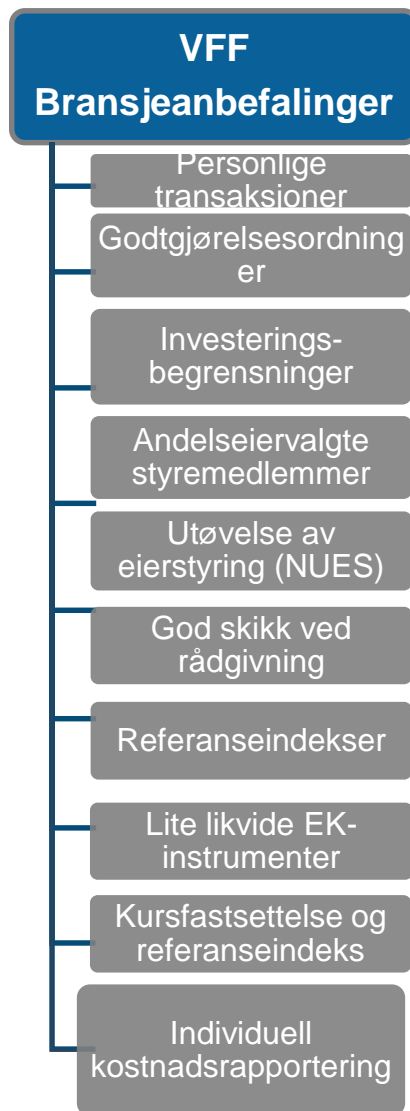 VFF
Bransjeanbefalinger
Personlige
transaksjoner
Godtgjørelsesordning
er
Investerings-
begrensninger
Andelseiervalgte
styremedlemmer
Utøvelse av
eierstyring (NUES)
God skikk ved
rådgivning
Referanseindekser
Lite likvide EK-
instrumenter
Kursfastsettelse og
referanseindeks
Individuell
kostnadsrapportering